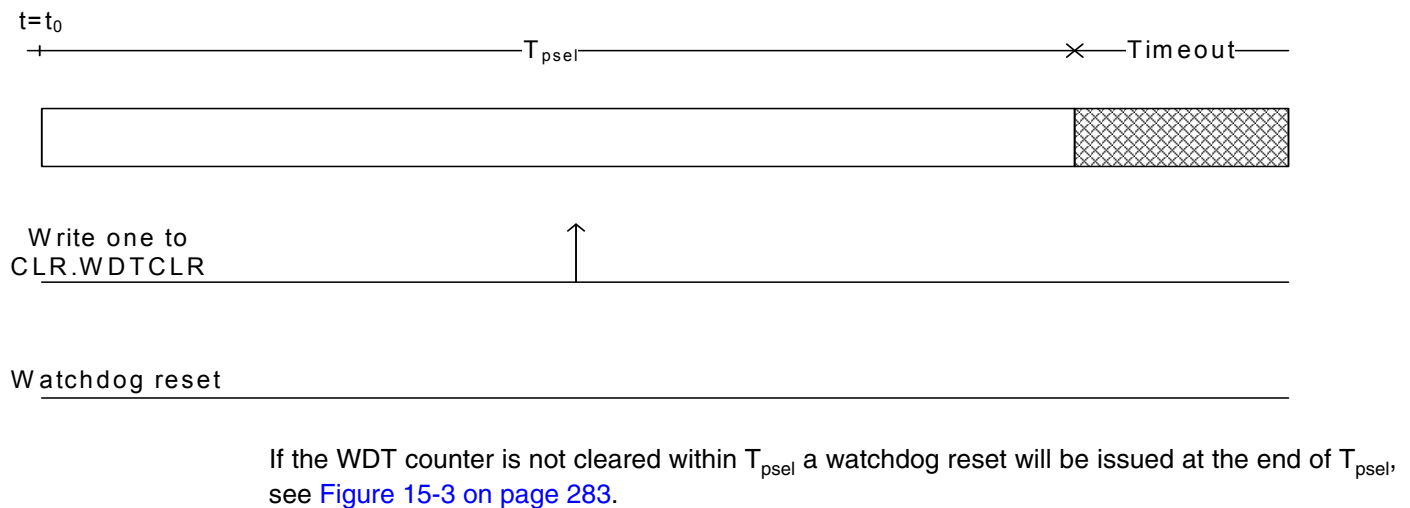 t=t0
Tpsel
Timeout
Write one to
CLR.WDTCLR
Watchdog reset
If the WDT counter is not cleared within Tpsel a watchdog reset will be issued at the end of Tpsel,
see Figure 15-3 on page 283.